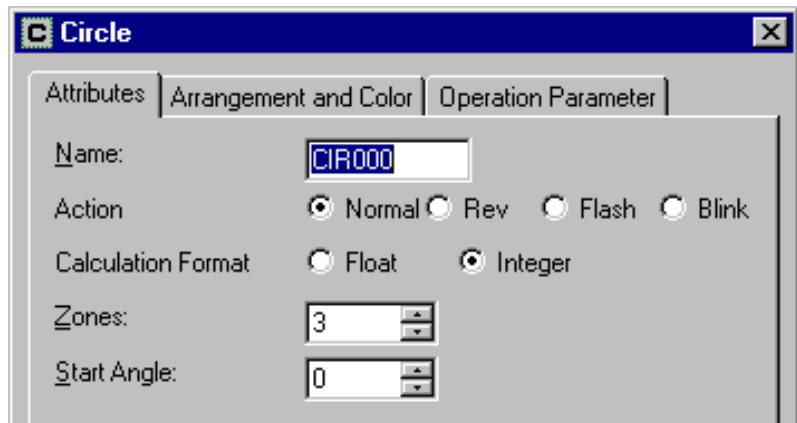 C Circle
Attributes Arrangement and Color Operation Parameter
Name: CIR000
Action Normal Rev Flash Blink
Calculation Format Float Integer
Zones: 3
Start Angle: 0